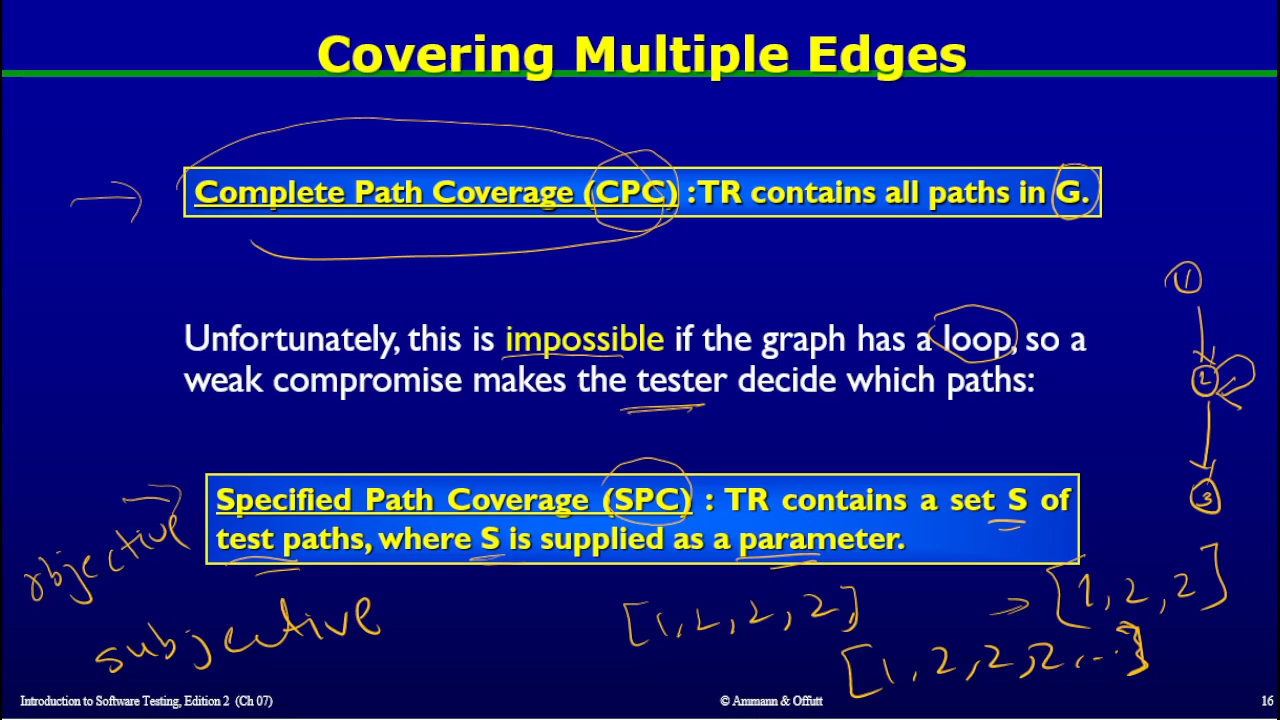 Covering Multiple Edges
Complete Path Coverage (CPC) : TR contains all paths in G.
1
Unfortunately, this is impossible if the graph has a loop, so a
weak compromise makes the tester decide which paths:
2
3
Specified Path Coverage (SPC) : TR contains a set S of
test paths, where S is supplied as a parameter.
objective
subjective
[1, 2, 2, 2,]
[1, 2, 2]
[1, 2, 2, 2, ...]
Introduction to Software Testing, Edition 2 (Ch 07)
© Ammann & Offutt
16